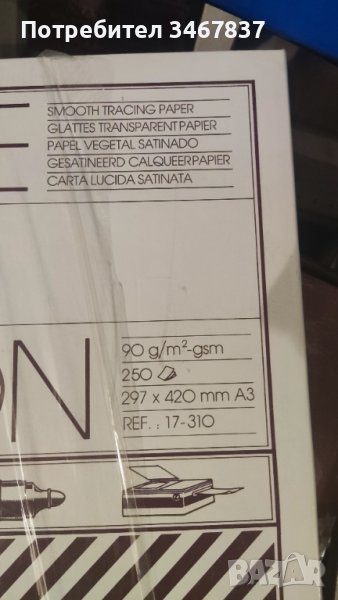 Потребител 3467837
SMOOTH TRACING PAPER
GLATTES TRANSPARENTPAPIER
PAPEL VEGETAL SATINADO
GESATINEERD CALQUEERPAPIER
CARTA LUCIDA SATINATA
90 g/m²-gsm
250
297 x 420 mm A3
REF. : 17-310
bazar